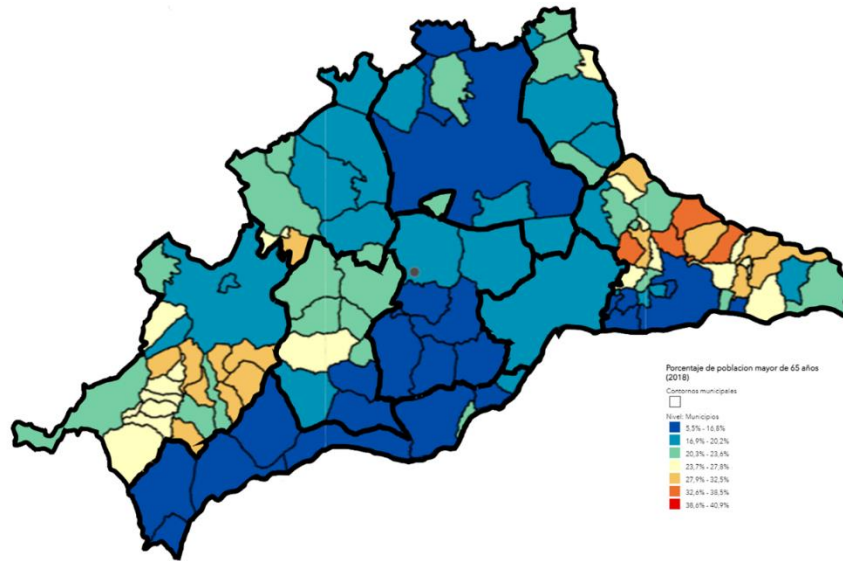 Porcentaje de poblacion mayor de 65 años
(2018)
Contornos municipales
Nivel: Municipios
5,5% - 16,8%
16,9% - 20,2%
20,3% - 23,6%
23,7% - 27,8%
27,9% - 32,5%
32,6% - 38,5%
38,6% - 40,9%